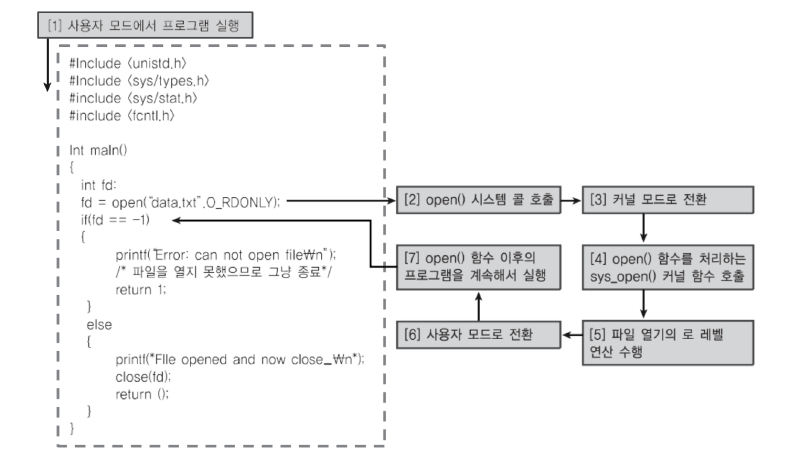 [1] 사용자 모드에서 프로그램 실행
#Include <unistd.h>
#Include <sys/types.h>
#include <sys/stat.h>
#include <fcntl.h>
Int maIn()
{
int fd:
fd = open("data.txt",O_RDONLY);
if(fd == -1)
{
printf("Error: can not open file₩n");
/* 파일을 열지 못했으므로 그냥 종료*/
return 1;
}
else
{
printf("FIle opened and now close_₩n");
close(fd);
return ();
}
}
[2] open() 시스템 콜 호출
[3] 커널 모드로 전환
[4] open() 함수를 처리하는
sys_open() 커널 함수 호출
[5] 파일 열기의 로 레벨
연산 수행
[6] 사용자 모드로 전환
[7] open() 함수 이후의
프로그램을 계속해서 실행